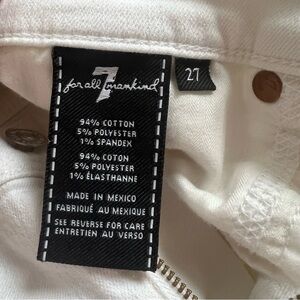 7
for all mankind
27
94% COTTON
5% POLYESTER
1% SPANDEX
94% COTON
5% POLYESTER
1% ÉLASTHANNE
MADE IN MEXICO
FABRIQUÉ AU MEXIQUE
SEE REVERSE FOR CARE
ENTRETIEN AU VERSO